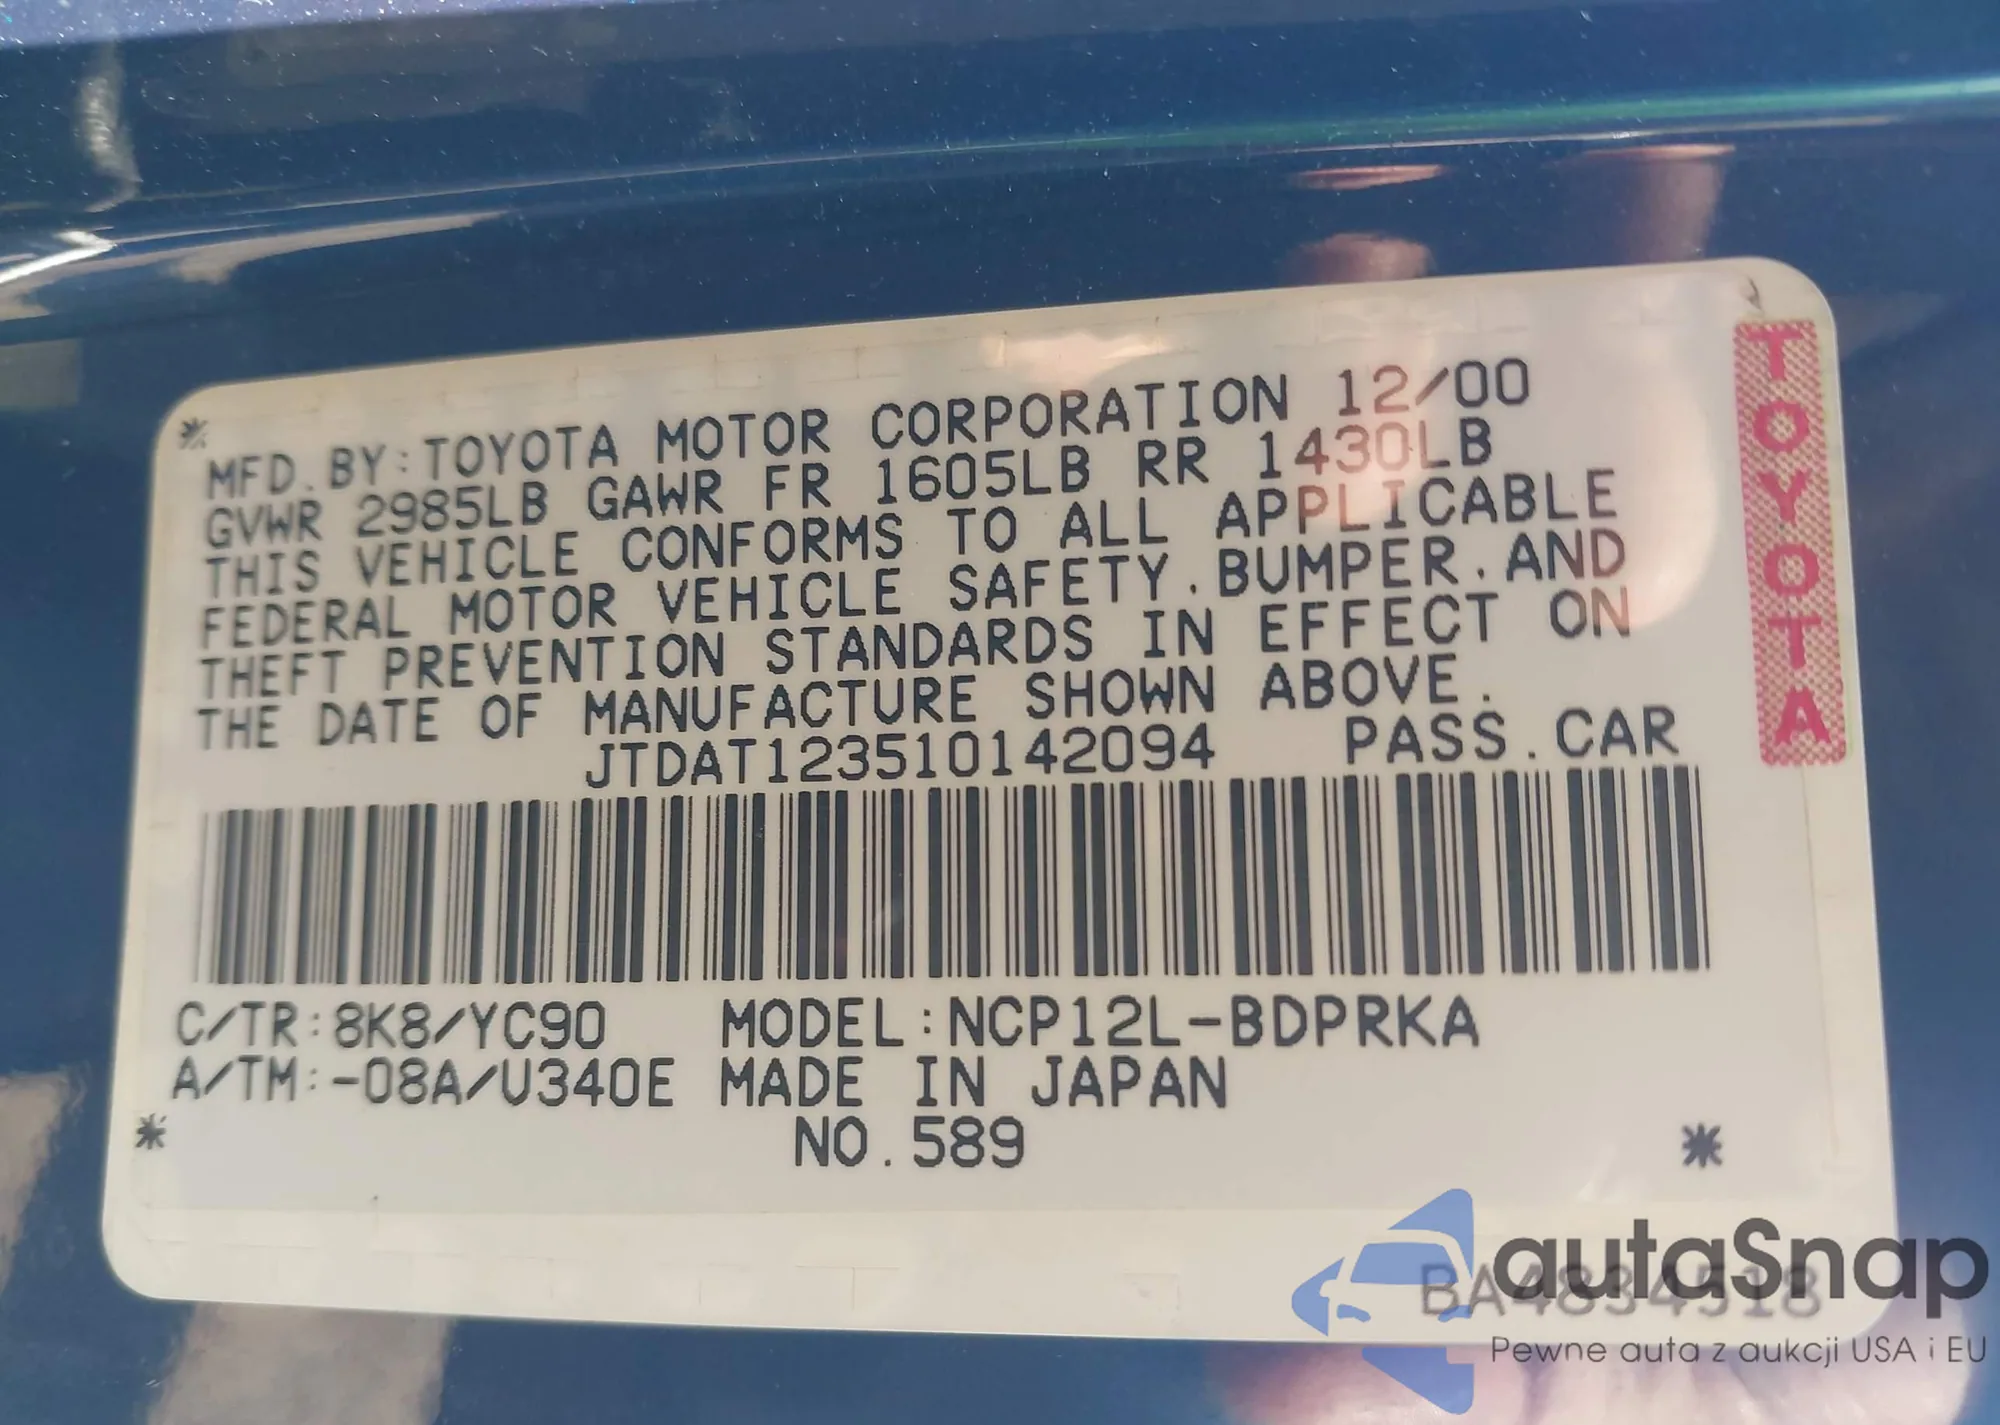 MFD.BY:TOYOTA MOTOR CORPORATION 12/00
GVWR 2985LB GAWR FR 1605LB RR 1430LB
THIS VEHICLE CONFORMS TO ALL APPLICABLE
FEDERAL MOTOR VEHICLE SAFETY.BUMPER.AND
THEFT PREVENTION STANDARDS IN EFFECT ON
THE DATE OF MANUFACTURE SHOWN ABOVE.
JTDAT123510142094 PASS.CAR
C/TR:8K8/YC90 MODEL:NCP12L-BDPRKA
A/TM:-08A/U340E MADE IN JAPAN
NO.589
TOYOTA
BA4834518
autaSnap
Pewne auta z aukcji USA i EU